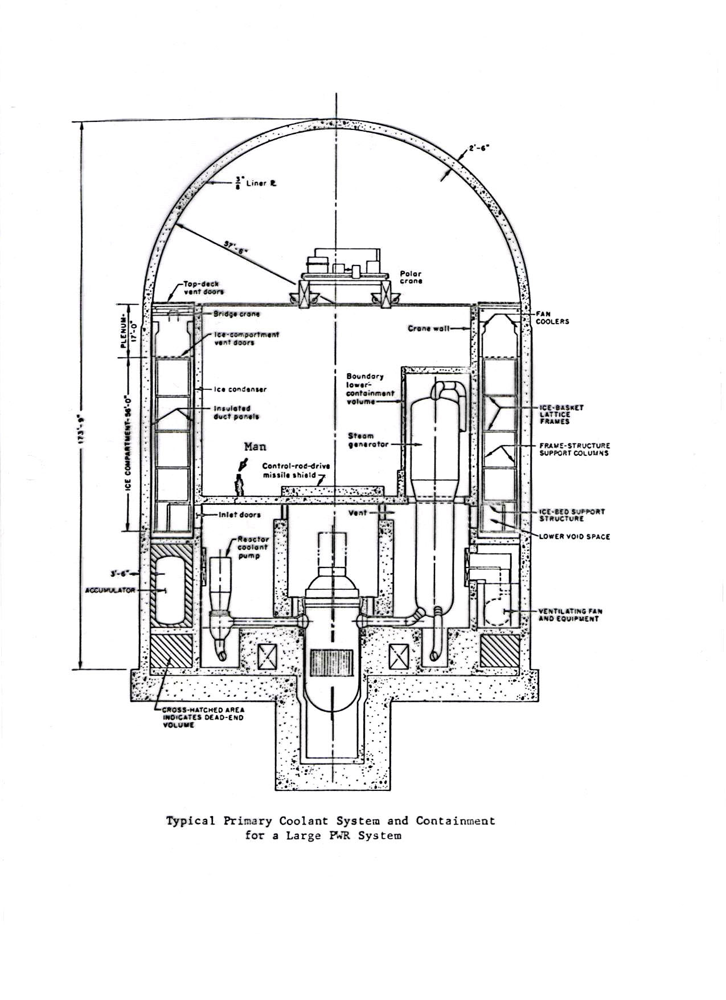 2'-6"
3/8" Liner ℞
57'-6"
Polar
crane
Top-deck
vent doors
Bridge crane
FAN
COOLERS
PLENUM-
17'-0"
Crane wall
Ice-compartment
vent doors
Boundary
lower-
containment
volume
Ice condenser
Insulated
duct panels
ICE-BASKET
LATTICE
FRAMES
173'-9"
ICE COMPARTMENT-56'-0"
Steam
generator
Man
FRAME-STRUCTURE
SUPPORT COLUMNS
Control-rod-drive
missile shield
Inlet doors
Vent
ICE-BED SUPPORT
STRUCTURE
LOWER VOID SPACE
Reactor
coolant
pump
3'-6"
ACCUMULATOR
VENTILATING FAN
AND EQUIPMENT
CROSS-HATCHED AREA
INDICATES DEAD-END
VOLUME
Typical Primary Coolant System and Containment
for a Large PWR System